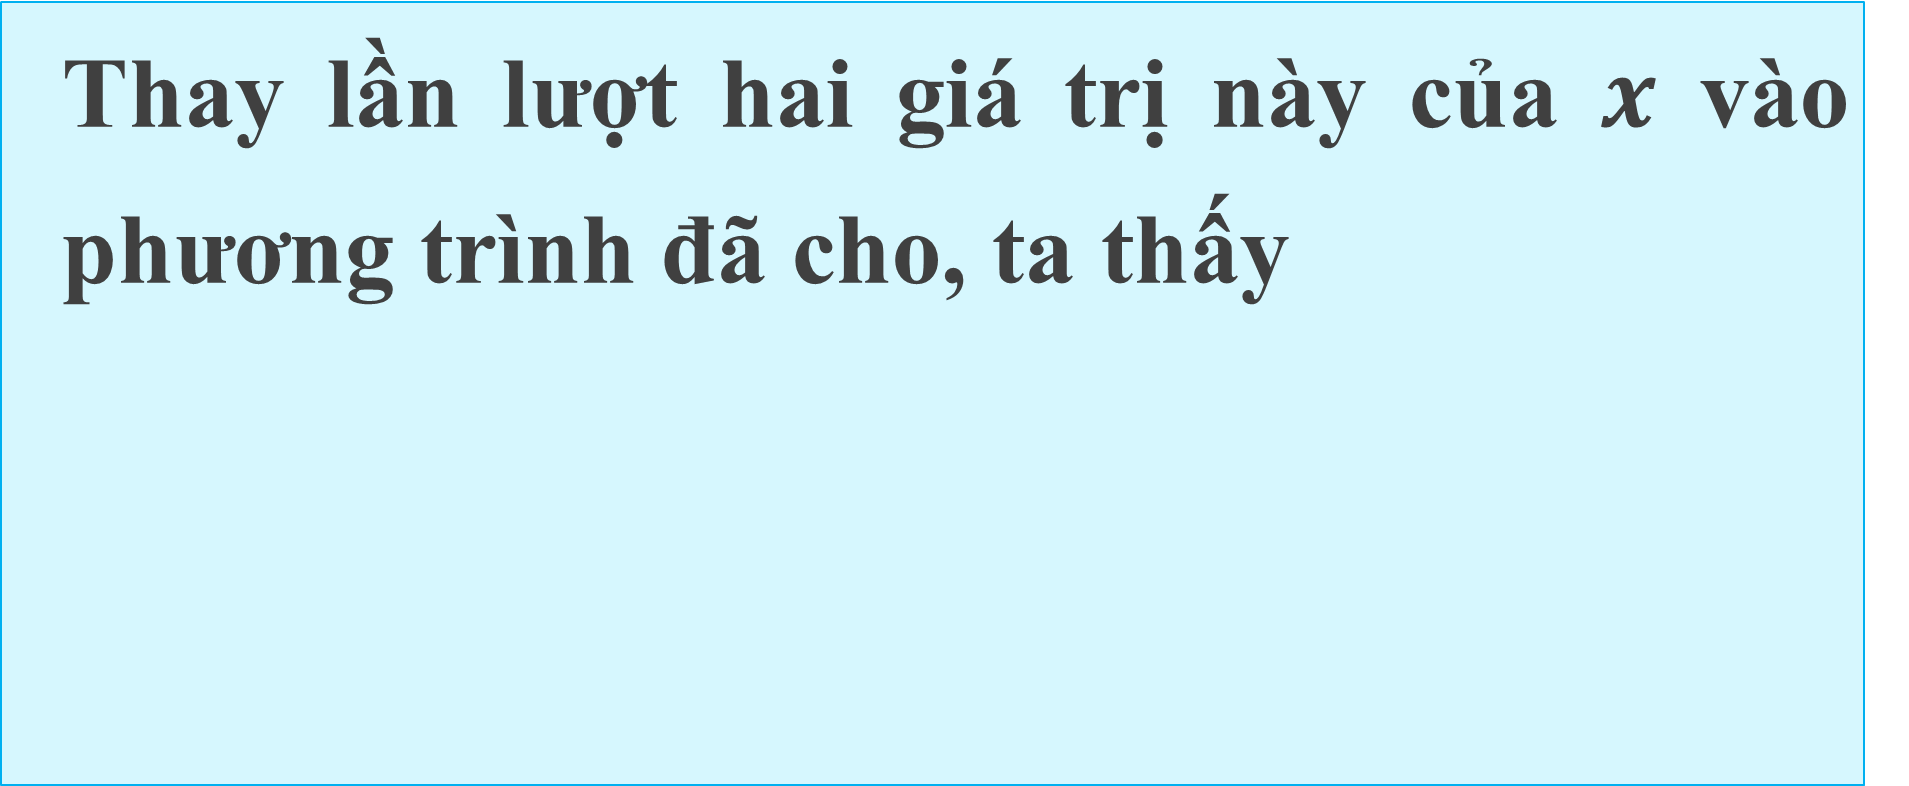 Thay lần lượt hai giá trị này của x vào
phương trình đã cho, ta thấy